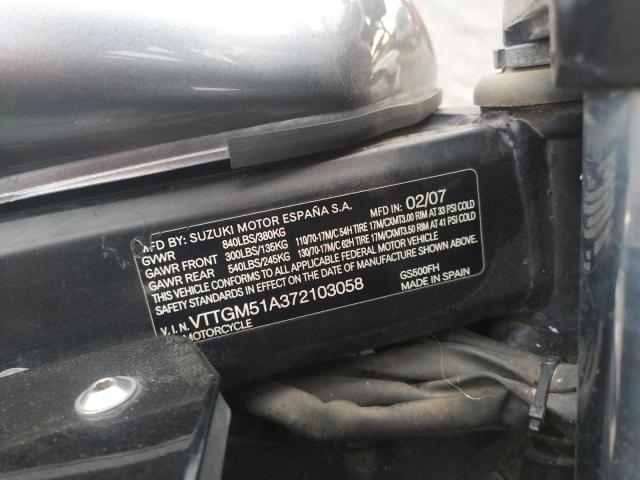 MFD BY: SUZUKI MOTOR ESPAÑA S.A. MFD IN: 02/07
GVWR 840LBS/380KG
GAWR FRONT 300LBS/135KG 110/70-17M/C 54H TIRE 17M/CXMT3.00 RIM AT 33 PSI COLD
GAWR REAR 540LBS/245KG 130/70-17M/C 62H TIRE 17M/CXMT3.50 RIM AT 41 PSI COLD
THIS VEHICLE CONFORMS TO ALL APPLICABLE FEDERAL MOTOR VEHICLE
SAFETY STANDARDS IN EFFECT ON THE DATE OF MANUFACTURE SHOWN ABOVE.
V.I.N. VTTGM51A372103058 GS500FH
MOTORCYCLE MADE IN SPAIN